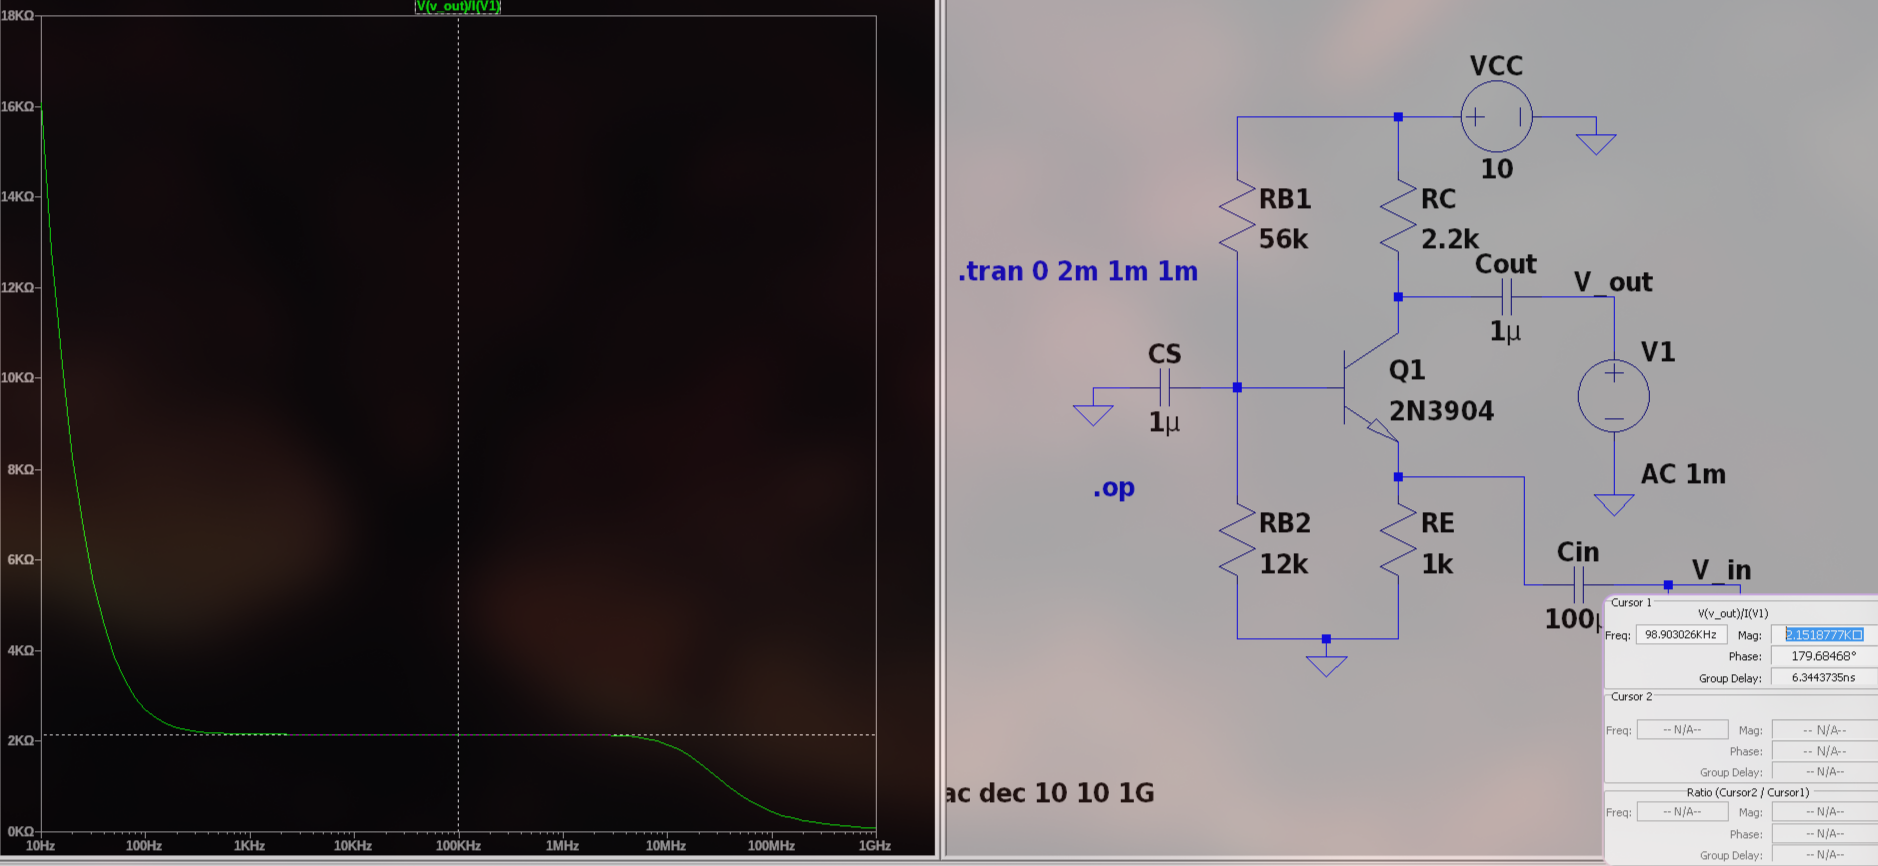 V(v_out)/I(V1)
18KΩ
16KΩ
14KΩ
12KΩ
10KΩ
8KΩ
6KΩ
4KΩ
2KΩ
0KΩ
10Hz 100Hz 1KHz 10KHz 100KHz 1MHz 10MHz 100MHz 1GHz
VCC
10
RB1
56k
RC
2.2k
.tran 0 2m 1m 1m
Cout
1µ
V_out
CS
1µ
Q1
2N3904
V1
AC 1m
.op
RB2
12k
RE
1k
Cin
100µ
V_in
ac dec 10 10 1G
Cursor 1
V(v_out)/I(V1)
Freq: 98.903026KHz Mag: 2.1518777K
Phase: 179.68468°
Group Delay: 6.3443735ns
Cursor 2
Freq: -- N/A-- Mag: -- N/A--
Phase: -- N/A--
Group Delay: -- N/A--
Ratio (Cursor2 / Cursor1)
Freq: -- N/A-- Mag: -- N/A--
Phase: -- N/A--
Group Delay: -- N/A--